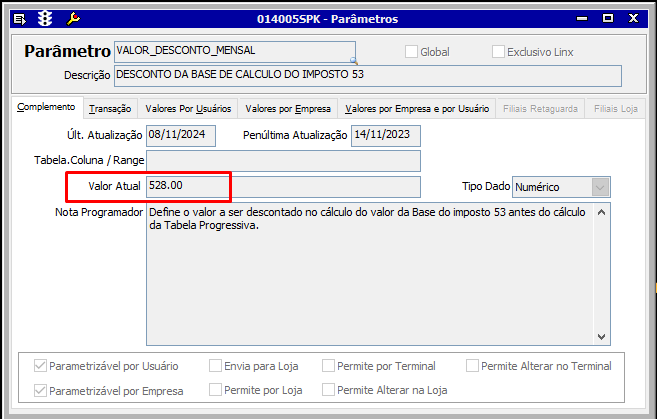 014005SPK - Parâmetros
Parâmetro VALOR_DESCONTO_MENSAL Global Exclusivo Linx
Descrição DESCONTO DA BASE DE CALCULO DO IMPOSTO 53
Complemento Transação Valores Por Usuários Valores por Empresa Valores por Empresa e por Usuário Filiais Retaguarda Filiais Loja
Últ. Atualização 08/11/2024 Penúltima Atualização 14/11/2023
Tabela.Coluna / Range
Valor Atual 528.00 Tipo Dado Numérico
Nota Programador Define o valor a ser descontado no cálculo do valor da Base do imposto 53 antes do cálculo
da Tabela Progressiva.
Parametrizável por Usuário Envia para Loja Permite por Terminal Permite Alterar no Terminal
Parametrizável por Empresa Permite por Loja Permite Alterar na Loja